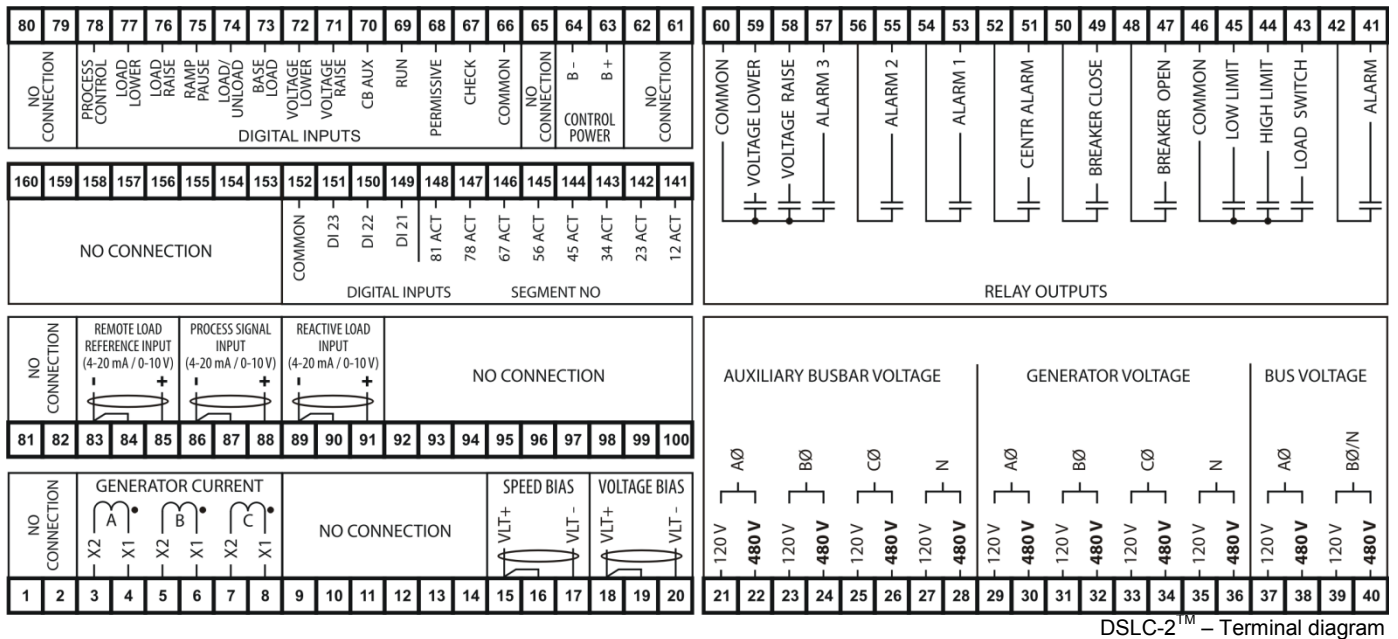 80 79 78 77 76 75 74 73 72 71 70 69 68 67 66 65 64 63 62 61
NO CONNECTION
PROCESS CONTROL
LOAD LOWER
LOAD RAISE
RAMP PAUSE
LOAD/ UNLOAD
BASE LOAD
VOLTAGE LOWER
VOLTAGE RAISE
CB AUX
RUN
PERMISSIVE
CHECK
COMMON
NO CONNECTION
B -
B +
CONTROL POWER
NO CONNECTION
DIGITAL INPUTS
160 159 158 157 156 155 154 153 152 151 150 149 148 147 146 145 144 143 142 141
NO CONNECTION
COMMON
DI 23
DI 22
DI 21
81 ACT
78 ACT
67 ACT
56 ACT
45 ACT
34 ACT
23 ACT
12 ACT
DIGITAL INPUTS
SEGMENT NO
NO CONNECTION
REMOTE LOAD
REFERENCE INPUT
(4-20 mA / 0-10 V)
- +
PROCESS SIGNAL
INPUT
(4-20 mA / 0-10 V)
- +
REACTIVE LOAD
INPUT
(4-20 mA / 0-10 V)
- +
NO CONNECTION
81 82 83 84 85 86 87 88 89 90 91 92 93 94 95 96 97 98 99 100
NO CONNECTION
GENERATOR CURRENT
A B C
X2 X1 X2 X1 X2 X1
NO CONNECTION
SPEED BIAS
VLT+ VLT -
VOLTAGE BIAS
VLT+ VLT -
1 2 3 4 5 6 7 8 9 10 11 12 13 14 15 16 17 18 19 20
60 59 58 57 56 55 54 53 52 51 50 49 48 47 46 45 44 43 42 41
COMMON
VOLTAGE LOWER
VOLTAGE RAISE
ALARM 3
ALARM 2
ALARM 1
CENTR ALARM
BREAKER CLOSE
BREAKER OPEN
COMMON
LOW LIMIT
HIGH LIMIT
LOAD SWITCH
ALARM
RELAY OUTPUTS
AUXILIARY BUSBAR VOLTAGE
GENERATOR VOLTAGE
BUS VOLTAGE
AØ BØ CØ N AØ BØ CØ N AØ BØ/N
120 V 480 V 120 V 480 V 120 V 480 V 120 V 480 V 120 V 480 V 120 V 480 V 120 V 480 V 120 V 480 V 120 V 480 V 120 V 480 V
21 22 23 24 25 26 27 28 29 30 31 32 33 34 35 36 37 38 39 40
DSLC-2™ – Terminal diagram